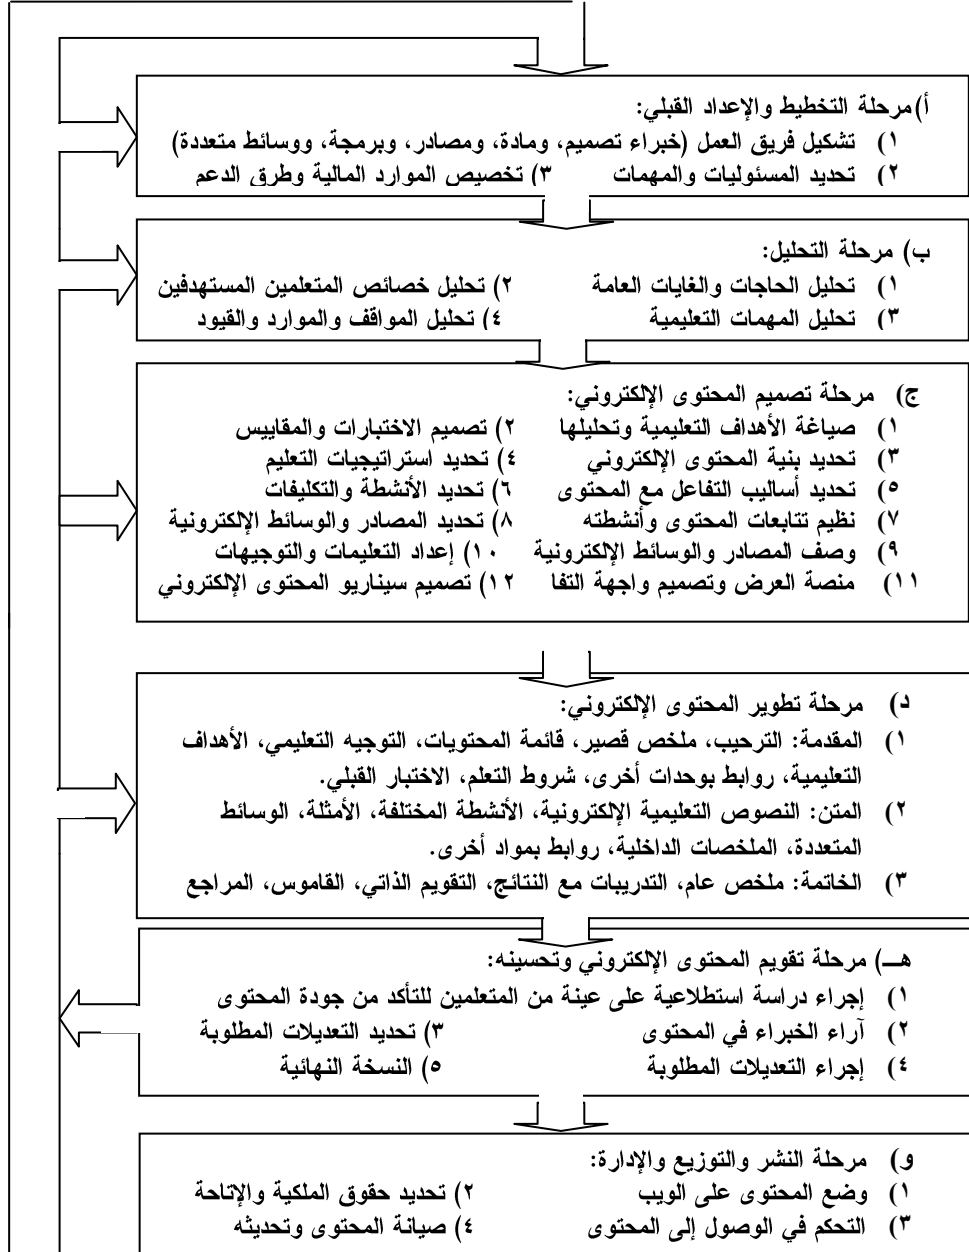 أ) مرحلة التخطيط والإعداد القبلي:
١) تشكيل فريق العمل (خبراء تصميم، ومادة، ومصادر، وبرمجة، ووسائط متعددة)
٢) تحديد المسئوليات والمهمات ٣) تخصيص الموارد المالية وطرق الدعم
ب) مرحلة التحليل:
١) تحليل الحاجات والغايات العامة ٢) تحليل خصائص المتعلمين المستهدفين
٣) تحليل المهمات التعليمية ٤) تحليل المواقف والموارد والقيود
ج) مرحلة تصميم المحتوى الإلكتروني:
١) صياغة الأهداف التعليمية وتحليلها ٢) تصميم الاختبارات والمقاييس
٣) تحديد بنية المحتوى الإلكتروني ٤) تحديد استراتيجيات التعليم
٥) تحديد أساليب التفاعل مع المحتوى ٦) تحديد الأنشطة والتكليفات
٧) نظيم تتابعات المحتوى وأنشطته ٨) تحديد المصادر والوسائط الإلكترونية
٩) وصف المصادر والوسائط الإلكترونية ١٠) إعداد التعليمات والتوجيهات
١١) منصة العرض وتصميم واجهة التفا ١٢) تصميم سيناريو المحتوى الإلكتروني
د) مرحلة تطوير المحتوى الإلكتروني:
١) المقدمة: الترحيب، ملخص قصير، قائمة المحتويات، التوجيه التعليمي، الأهداف
التعليمية، روابط بوحدات أخرى، شروط التعلم، الاختبار القبلي.
٢) المتن: النصوص التعليمية الإلكترونية، الأنشطة المختلفة، الأمثلة، الوسائط
المتعددة، الملخصات الداخلية، روابط بمواد أخرى.
٣) الخاتمة: ملخص عام، التدريبات مع النتائج، التقويم الذاتي، القاموس، المراجع
هـــ) مرحلة تقويم المحتوى الإلكتروني وتحسينه:
١) إجراء دراسة استطلاعية على عينة من المتعلمين للتأكد من جودة المحتوى
٢) آراء الخبراء في المحتوى ٣) تحديد التعديلات المطلوبة
٤) إجراء التعديلات المطلوبة ٥) النسخة النهائية
و) مرحلة النشر والتوزيع والإدارة:
١) وضع المحتوى على الويب ٢) تحديد حقوق الملكية والإتاحة
٣) التحكم في الوصول إلى المحتوى ٤) صيانة المحتوى وتحديثه